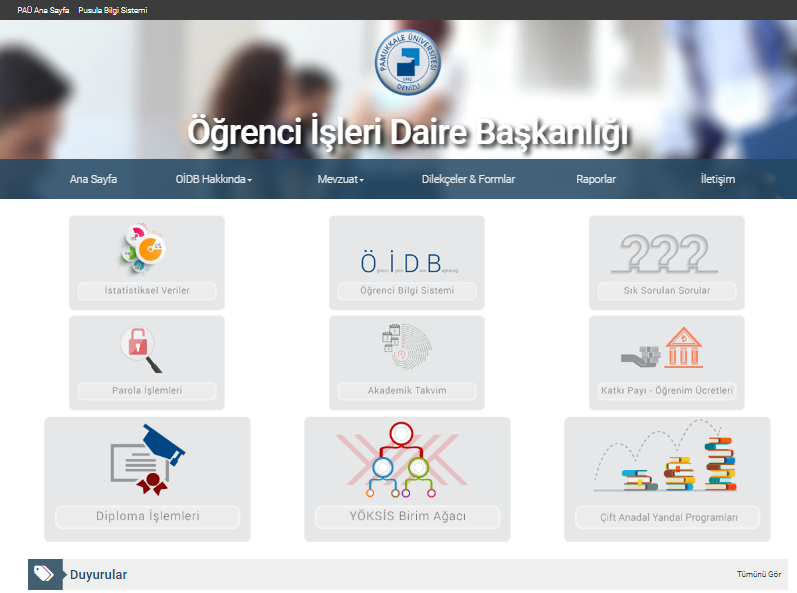 PAÜ Ana Sayfa Pusula Bilgi Sistemi
PAMUKKALE ÜNİVERSİTESİ
1992
DENİZLİ
Öğrenci İşleri Daire Başkanlığı
Ana Sayfa OİDB Hakkında Mevzuat Dilekçeler & Formlar Raporlar İletişim
Ö.İ.D.B.
???
İstatistiksel Veriler Öğrenci Bilgi Sistemi Sık Sorulan Sorular
Parola İşlemleri Akademik Takvim Katkı Payı - Öğrenim Ücretleri
Diploma İşlemleri YÖKSİS Birim Ağacı Çift Anadal Yandal Programları
Duyurular Tümünü Gör